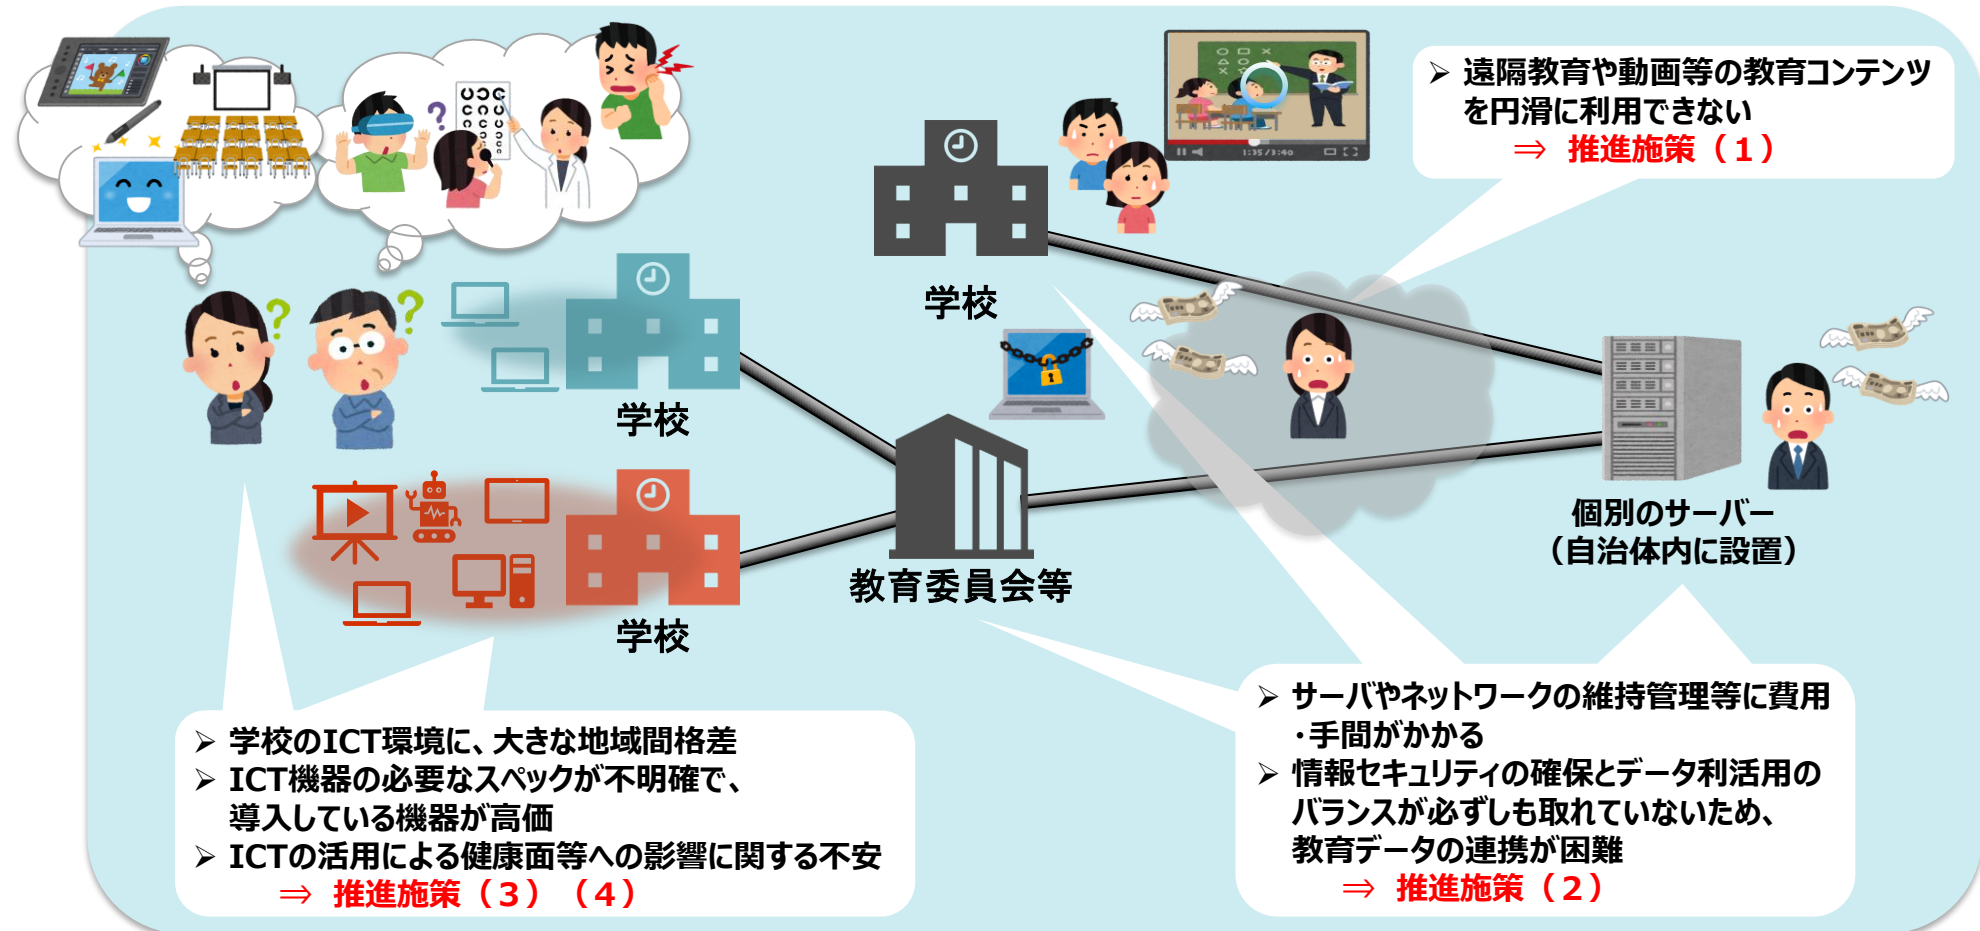 ➢ 遠隔教育や動画等の教育コンテンツ
を円滑に利用できない
⇒ 推進施策（１）
1:35/3:40
学校
学校
学校
教育委員会等
個別のサーバー
（自治体内に設置）
➢ 学校のICT環境に、大きな地域間格差
➢ ICT機器の必要なスペックが不明確で、
導入している機器が高価
➢ ICTの活用による健康面等への影響に関する不安
⇒ 推進施策（３）（４）
➢ サーバやネットワークの維持管理等に費用
・手間がかかる
➢ 情報セキュリティの確保とデータ利活用の
バランスが必ずしも取れていないため、
教育データの連携が困難
⇒ 推進施策（２）